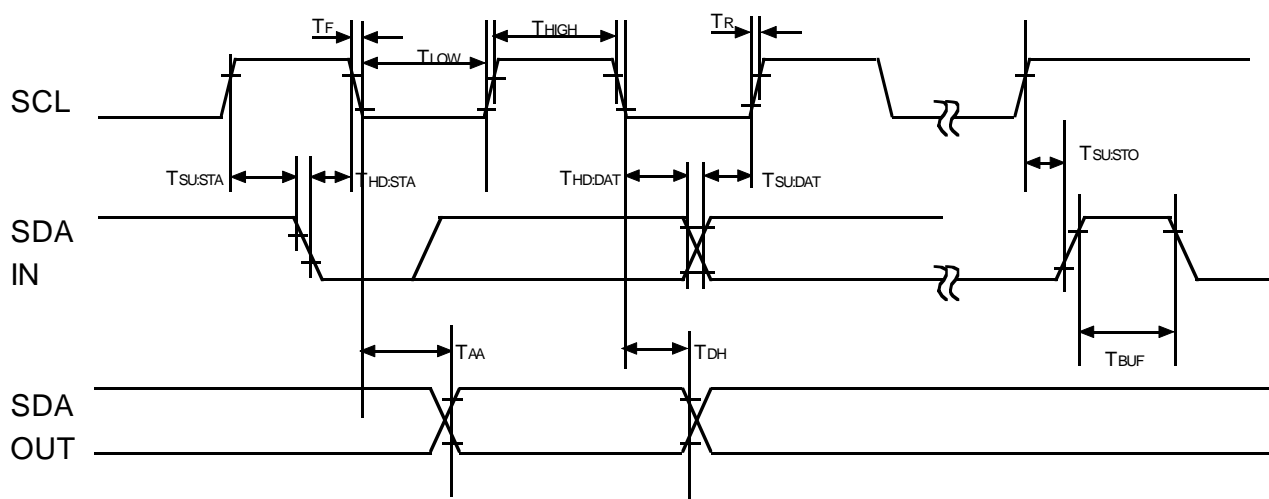 TF
THIGH
TR
TLOW
SCL
TSU:STA
THD:STA
THD:DAT
TSU:DAT
TSU:STO
SDA
IN
TAA
TDH
TBUF
SDA
OUT